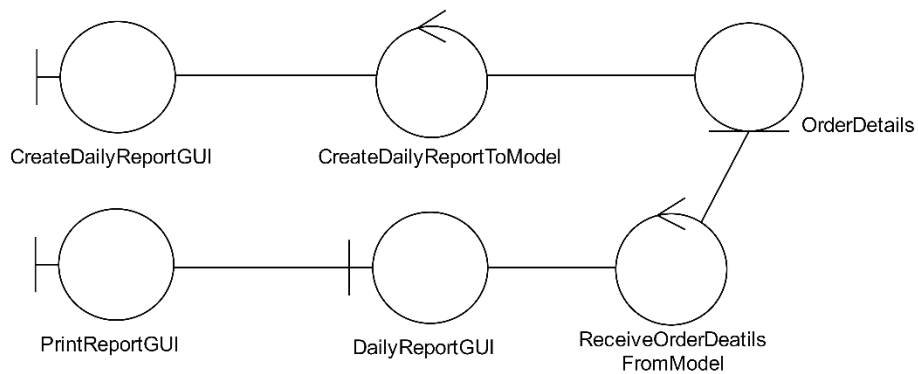 OrderDetails
CreateDailyReportGUI
CreateDailyReportToModel
PrintReportGUI
DailyReportGUI
ReceiveOrderDeatils
FromModel